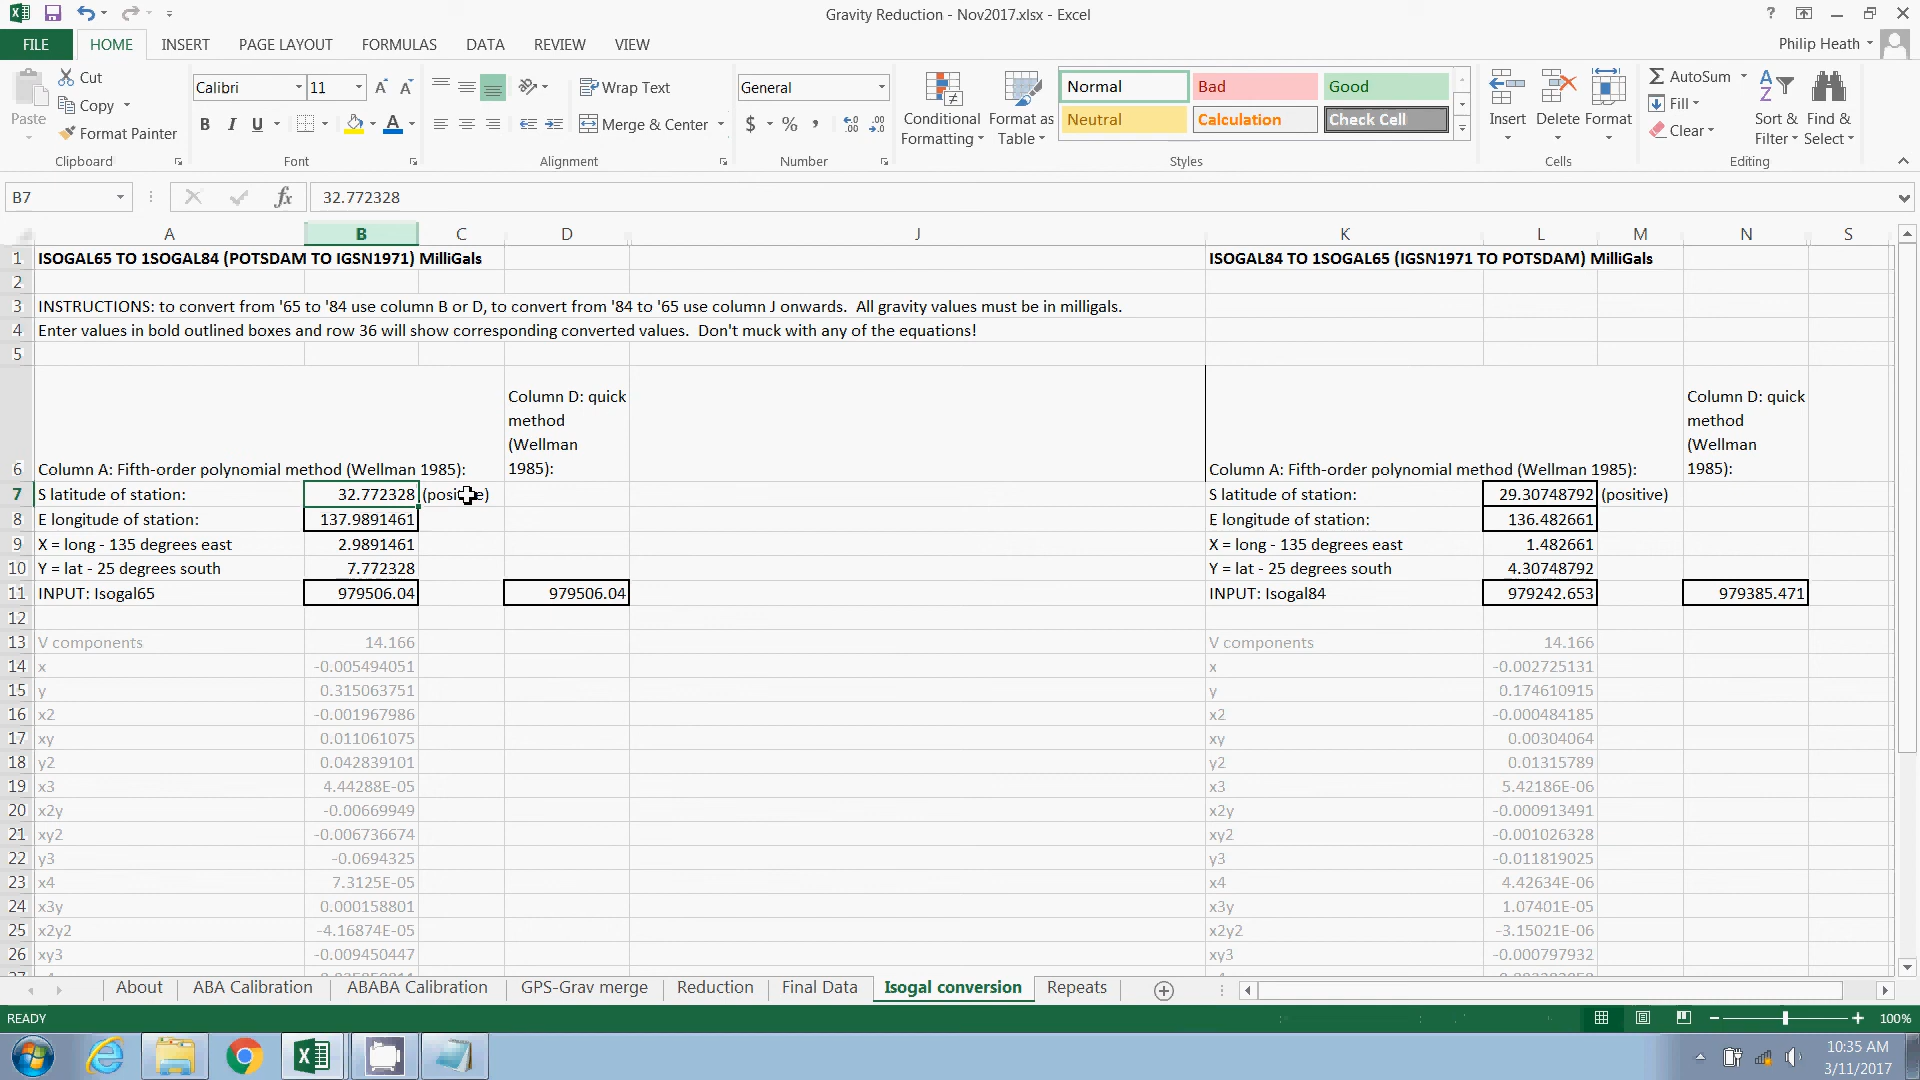 Gravity Reduction - Nov2017.xlsx - Excel
FILE HOME INSERT PAGE LAYOUT FORMULAS DATA REVIEW VIEW Philip Heath
Paste
Cut
Copy
Format Painter
Calibri 11
B I U
Wrap Text
Merge & Center
General
$ % ,
Conditional Formatting
Format as Table
Normal Bad Good
Neutral Calculation Check Cell
Insert Delete Format
AutoSum
Fill
Clear
Sort & Filter
Find & Select
Clipboard Font Alignment Number Styles Cells Editing
B7 fx 32.772328
A B C D J K L M N S
1 ISOGAL65 TO 1SOGAL84 (POTSDAM TO IGSN1971) MilliGals ISOGAL84 TO 1SOGAL65 (IGSN1971 TO POTSDAM) MilliGals
2
3 INSTRUCTIONS: to convert from '65 to '84 use column B or D, to convert from '84 to '65 use column J onwards. All gravity values must be in milligals.
4 Enter values in bold outlined boxes and row 36 will show corresponding converted values. Don't muck with any of the equations!
5
Column D: quick Column D: quick
method method
(Wellman (Wellman
6 Column A: Fifth-order polynomial method (Wellman 1985): 1985): Column A: Fifth-order polynomial method (Wellman 1985): 1985):
7 S latitude of station: 32.772328 (positive) S latitude of station: 29.30748792 (positive)
8 E longitude of station: 137.9891461 E longitude of station: 136.482661
9 X = long - 135 degrees east 2.9891461 X = long - 135 degrees east 1.482661
10 Y = lat - 25 degrees south 7.772328 Y = lat - 25 degrees south 4.30748792
11 INPUT: Isogal65 979506.04 979506.04 INPUT: Isogal84 979242.653 979385.471
12
13 V components 14.166 V components 14.166
14 x -0.005494051 x -0.002725131
15 y 0.315063751 y 0.174610915
16 x2 -0.001967986 x2 -0.000484185
17 xy 0.011061075 xy 0.00304064
18 y2 0.042839101 y2 0.01315789
19 x3 4.44288E-05 x3 5.42186E-06
20 x2y -0.00669949 x2y -0.000913491
21 xy2 -0.006736674 xy2 -0.001026328
22 y3 -0.0694325 y3 -0.011819025
23 x4 7.3125E-05 x4 4.42634E-06
24 x3y 0.000158801 x3y 1.07401E-05
25 x2y2 -4.16874E-05 x2y2 -3.15021E-06
26 xy3 -0.009450447 xy3 -0.000797932
About ABA Calibration ABABA Calibration GPS-Grav merge Reduction Final Data Isogal conversion Repeats
READY 100%
10:35 AM
3/11/2017